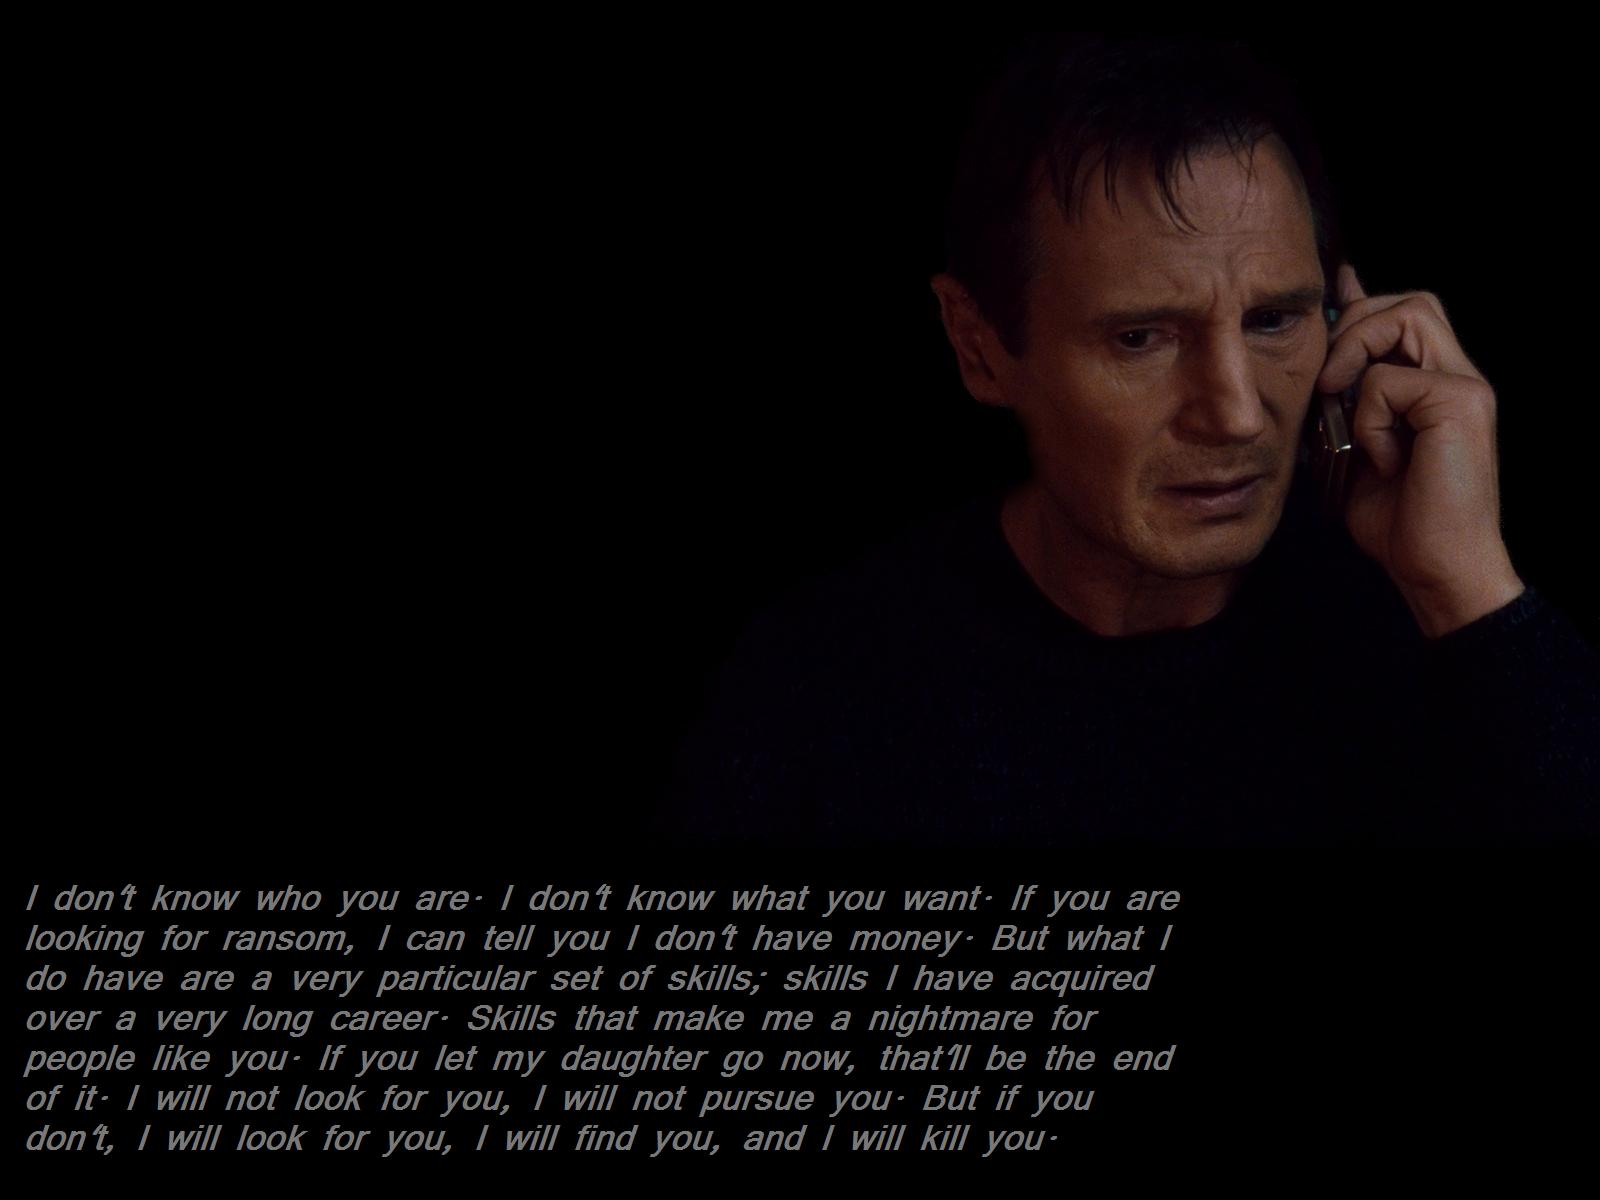 I don't know who you are. I don't know what you want. If you are
looking for ransom, I can tell you I don't have money. But what I
do have are a very particular set of skills; skills I have acquired
over a very long career. Skills that make me a nightmare for
people like you. If you let my daughter go now, that'll be the end
of it. I will not look for you, I will not pursue you. But if you
don't, I will look for you, I will find you, and I will kill you.